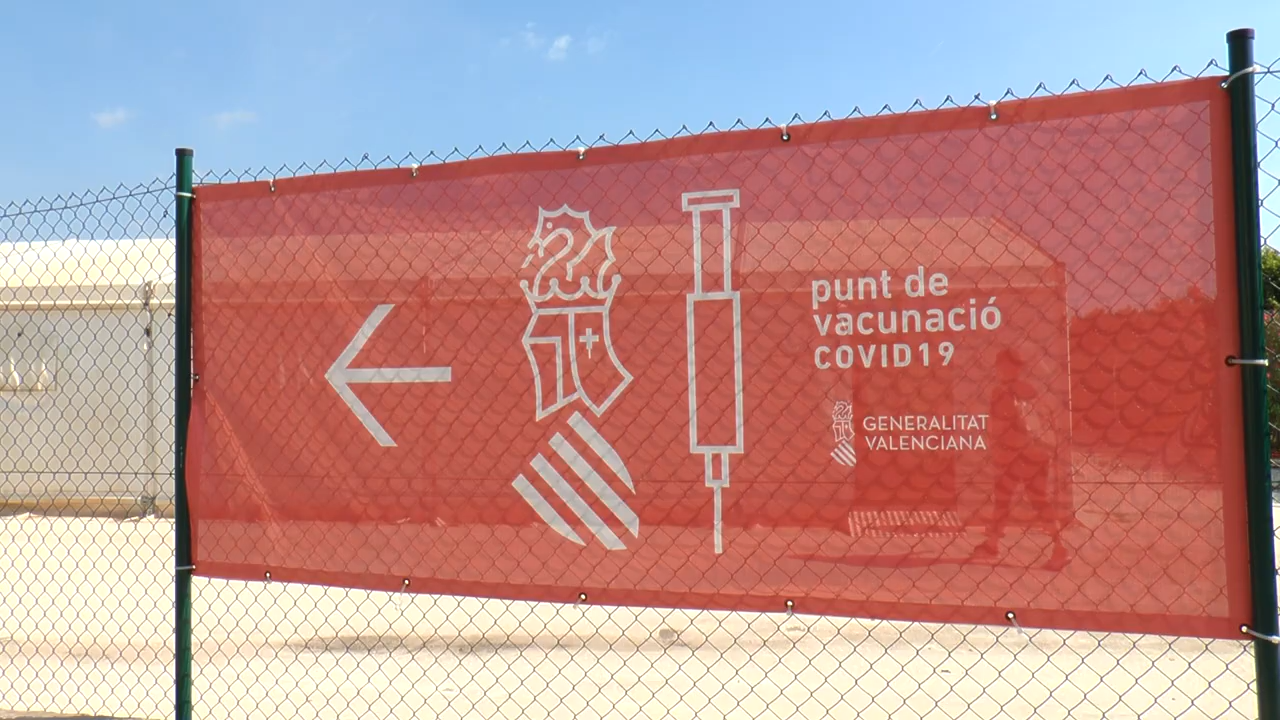 punt de
vacunació
COVID19
GENERALITAT
VALENCIANA